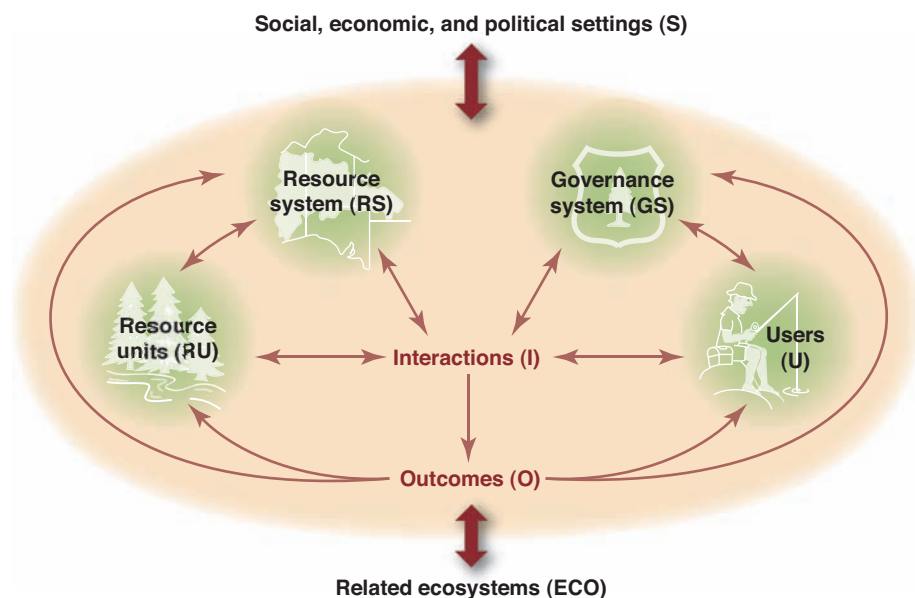 Social, economic, and political settings (S)
Resource
system (RS)
Governance
system (GS)
Resource
units (RU)
Interactions (I)
Users
(U)
Outcomes (O)
Related ecosystems (ECO)